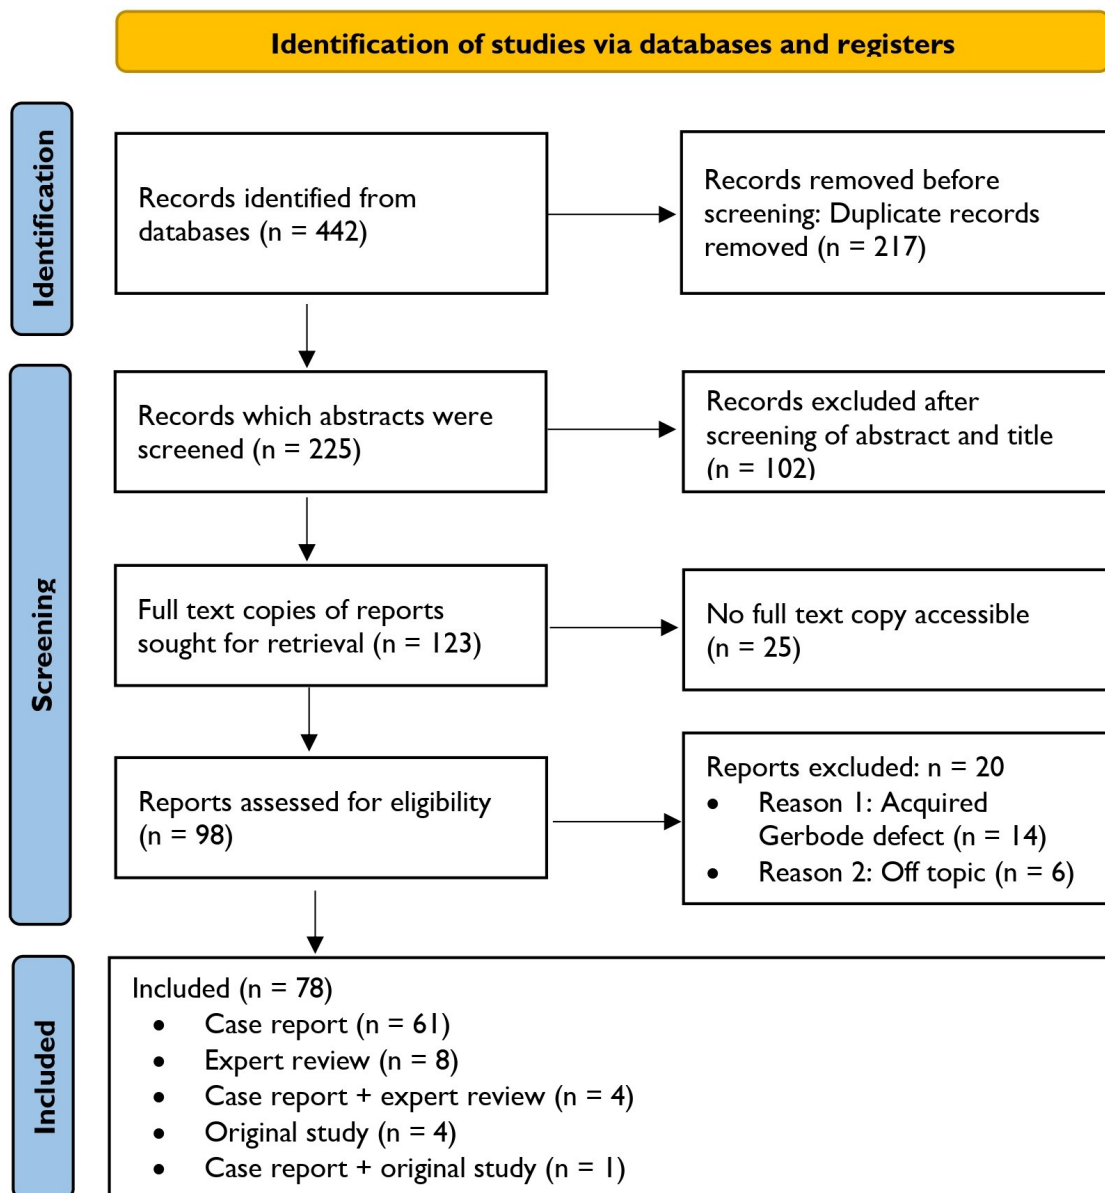 Identification of studies via databases and registers
Identification
Records identified from
databases (n = 442)
Records removed before
screening: Duplicate records
removed (n = 217)
Screening
Records which abstracts were
screened (n = 225)
Records excluded after
screening of abstract and title
(n = 102)
Full text copies of reports
sought for retrieval (n = 123)
No full text copy accessible
(n = 25)
Reports assessed for eligibility
(n = 98)
Reports excluded: n = 20
• Reason 1: Acquired
Gerbode defect (n = 14)
• Reason 2: Off topic (n = 6)
Included
Included (n = 78)
• Case report (n = 61)
• Expert review (n = 8)
• Case report + expert review (n = 4)
• Original study (n = 4)
• Case report + original study (n = 1)